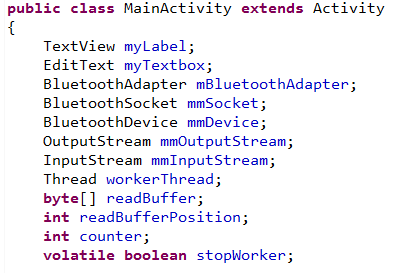 public class MainActivity extends Activity
{
TextView myLabel;
EditText myTextbox;
BluetoothAdapter mBluetoothAdapter;
BluetoothSocket mmSocket;
BluetoothDevice mmDevice;
OutputStream mmOutputStream;
InputStream mmInputStream;
Thread workerThread;
byte[] readBuffer;
int readBufferPosition;
int counter;
volatile boolean stopWorker;